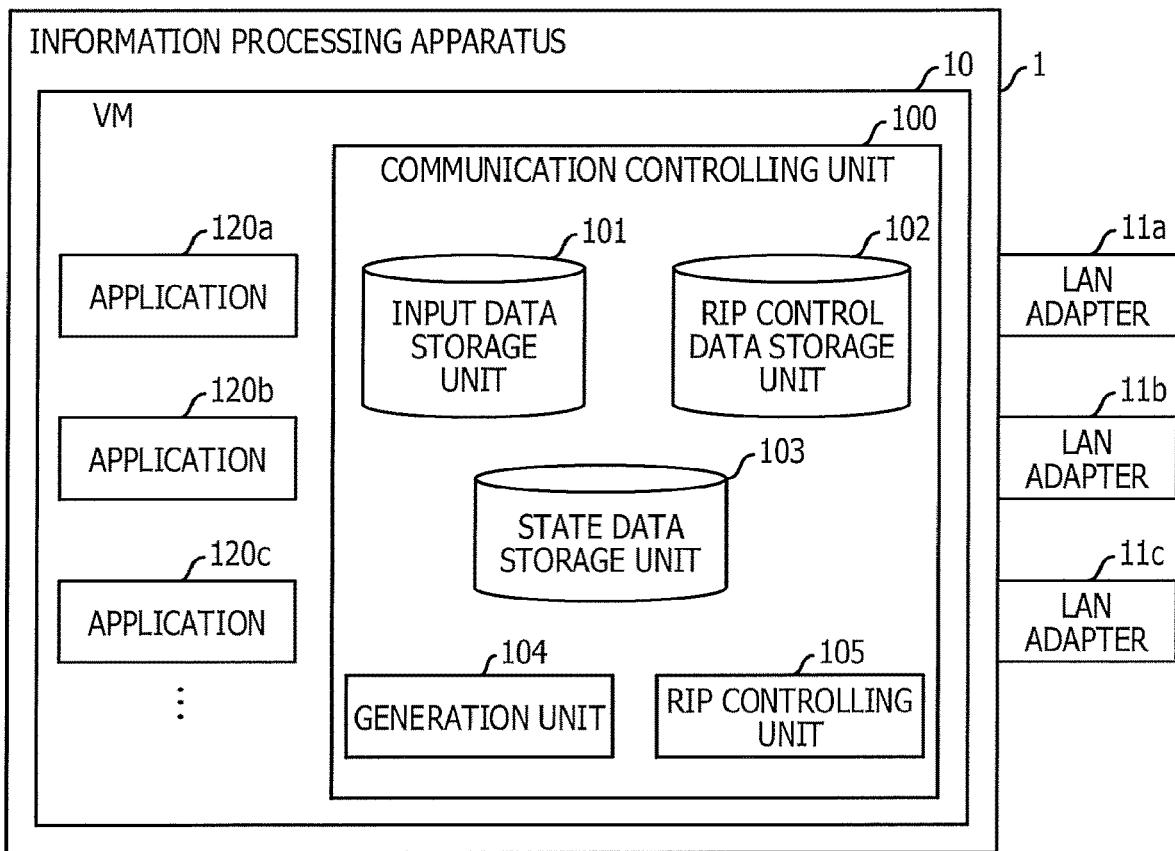 INFORMATION PROCESSING APPARATUS
10
1
VM
100
COMMUNICATION CONTROLLING UNIT
120a
APPLICATION
101
INPUT DATA
STORAGE
UNIT
102
RIP CONTROL
DATA STORAGE
UNIT
11a
LAN
ADAPTER
120b
APPLICATION
11b
LAN
ADAPTER
103
STATE DATA
STORAGE UNIT
120c
APPLICATION
11c
LAN
ADAPTER
104
GENERATION UNIT
105
RIP CONTROLLING
UNIT